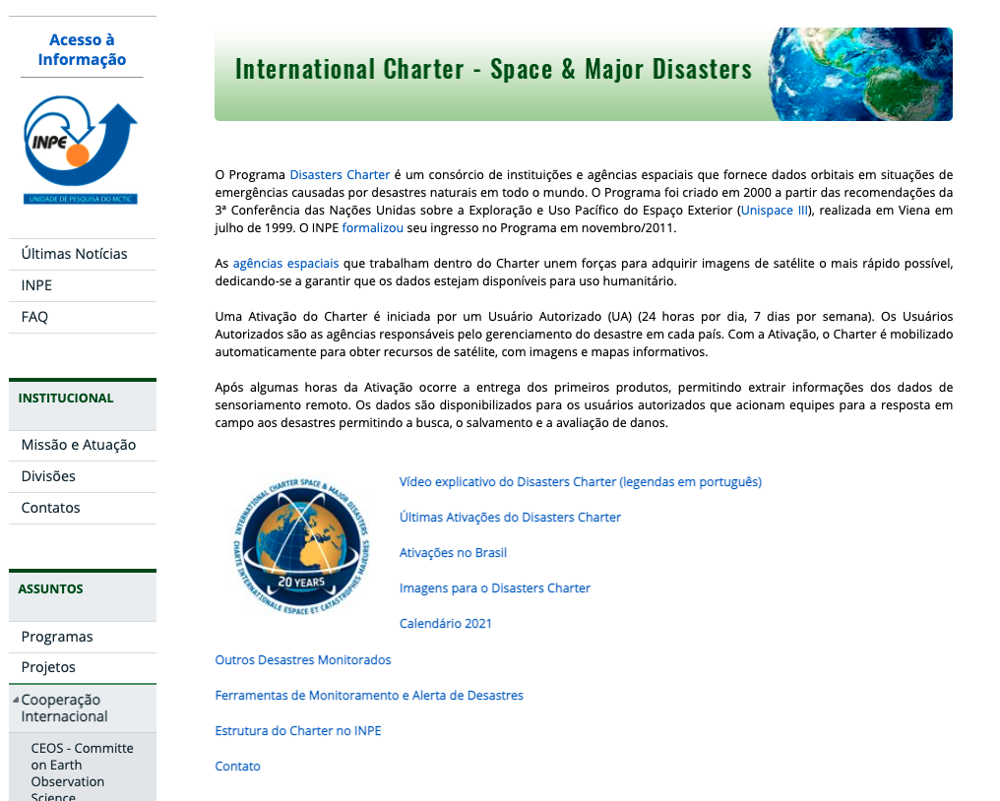 Acesso à
Informação
INPE
UNIDADE DE PESQUISA DO MCTIC
Últimas Notícias
INPE
FAQ
INSTITUCIONAL
Missão e Atuação
Divisões
Contatos
ASSUNTOS
Programas
Projetos
Cooperação
Internacional
CEOS - Committe
on Earth
Observation
Science
International Charter - Space & Major Disasters
O Programa Disasters Charter é um consórcio de instituições e agências espaciais que fornece dados orbitais em situações de
emergências causadas por desastres naturais em todo o mundo. O Programa foi criado em 2000 a partir das recomendações da
3ª Conferência das Nações Unidas sobre a Exploração e Uso Pacífico do Espaço Exterior (Unispace III), realizada em Viena em
julho de 1999. O INPE formalizou seu ingresso no Programa em novembro/2011.
As agências espaciais que trabalham dentro do Charter unem forças para adquirir imagens de satélite o mais rápido possível,
dedicando-se a garantir que os dados estejam disponíveis para uso humanitário.
Uma Ativação do Charter é iniciada por um Usuário Autorizado (UA) (24 horas por dia, 7 dias por semana). Os Usuários
Autorizados são as agências responsáveis pelo gerenciamento do desastre em cada país. Com a Ativação, o Charter é mobilizado
automaticamente para obter recursos de satélite, com imagens e mapas informativos.
Após algumas horas da Ativação ocorre a entrega dos primeiros produtos, permitindo extrair informações dos dados de
sensoriamento remoto. Os dados são disponibilizados para os usuários autorizados que acionam equipes para a resposta em
campo aos desastres permitindo a busca, o salvamento e a avaliação de danos.
INTERNATIONAL CHARTER SPACE & MAJOR DISASTERS
CHARTE INTERNATIONALE ESPACE ET CATASTROPHES MAJEURES
20 YEARS
Vídeo explicativo do Disasters Charter (legendas em português)
Últimas Ativações do Disasters Charter
Ativações no Brasil
Imagens para o Disasters Charter
Calendário 2021
Outros Desastres Monitorados
Ferramentas de Monitoramento e Alerta de Desastres
Estrutura do Charter no INPE
Contato